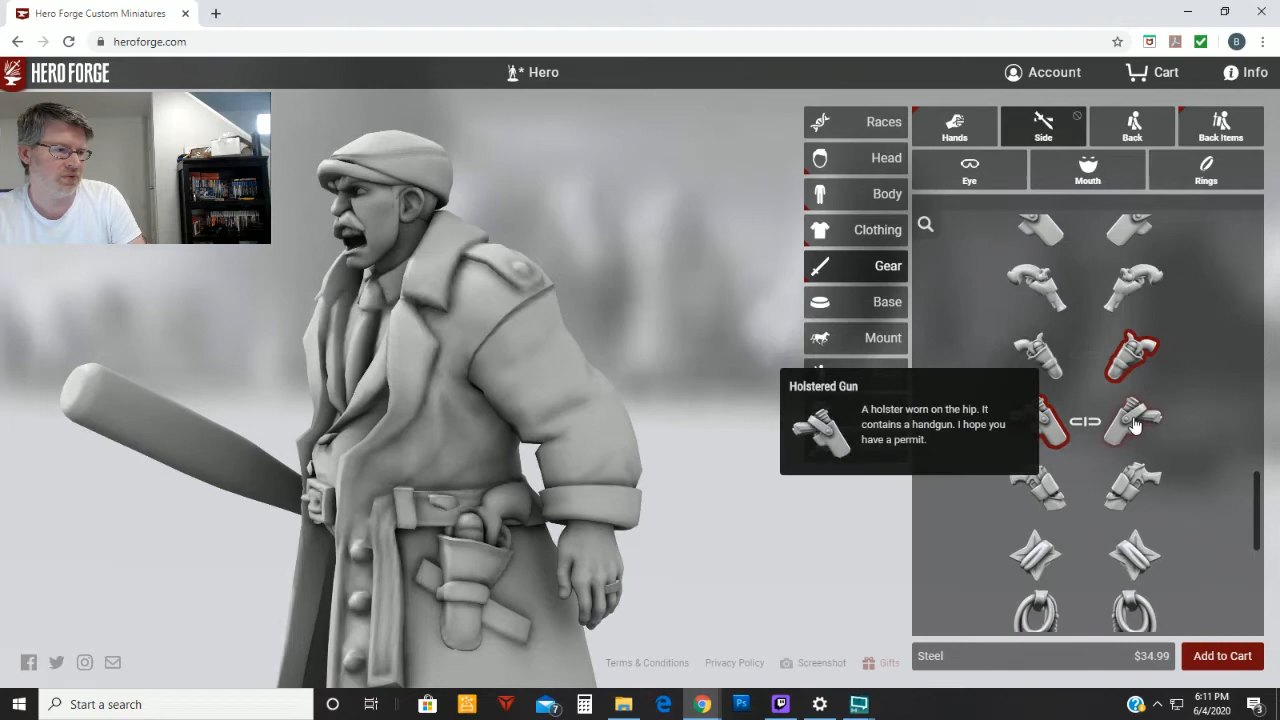 Hero Forge Custom Miniatures
heroforge.com
B
HERO FORGE
* Hero
Account
Cart
Info
Races
Head
Body
Clothing
Gear
Base
Mount
Hands
Side
Back
Back Items
Eye
Mouth
Rings
Holstered Gun
A holster worn on the hip. It
contains a handgun. I hope you
have a permit.
Terms & Conditions
Privacy Policy
Screenshot
Gifts
Steel
$34.99
Add to Cart
Start a search
7
Ps
6:11 PM
6/4/2020
3